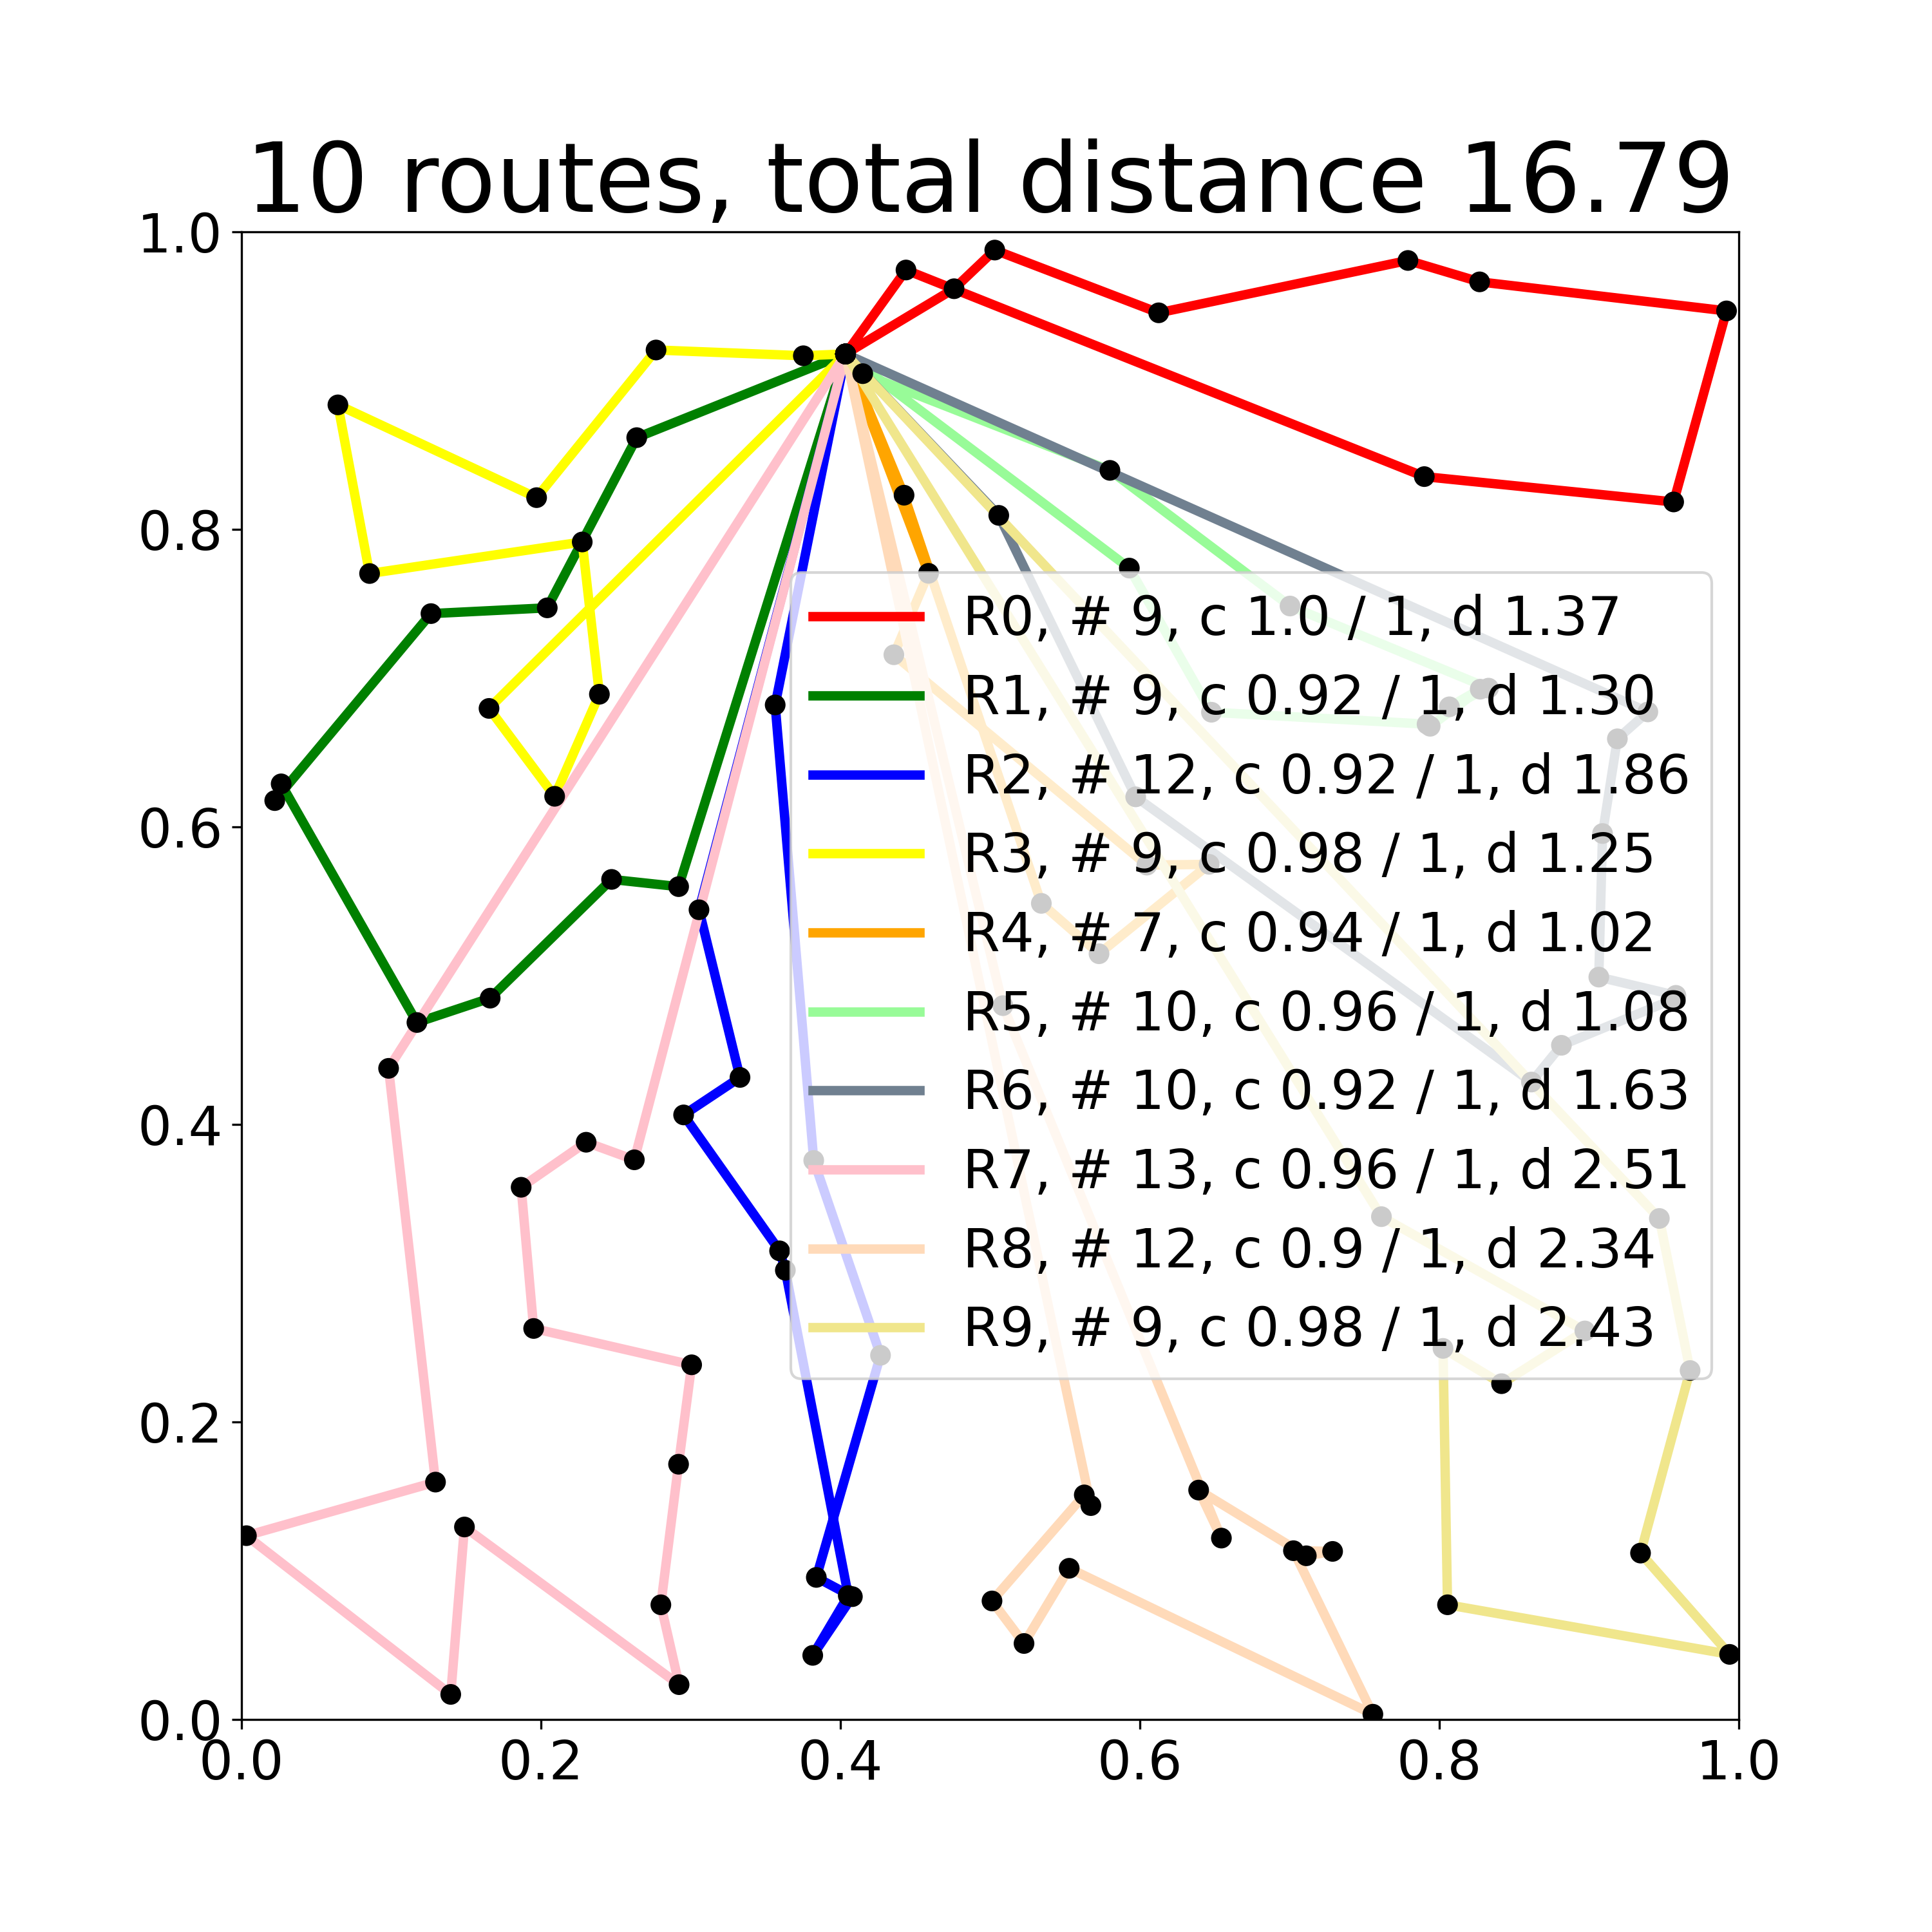 10 routes, total distance 16.79
1.0
0.8
0.6
0.4
0.2
0.0
0.0 0.2 0.4 0.6 0.8 1.0
R0, # 9, c 1.0 / 1, d 1.37
R1, # 9, c 0.92 / 1, d 1.30
R2, # 12, c 0.92 / 1, d 1.86
R3, # 9, c 0.98 / 1, d 1.25
R4, # 7, c 0.94 / 1, d 1.02
R5, # 10, c 0.96 / 1, d 1.08
R6, # 10, c 0.92 / 1, d 1.63
R7, # 13, c 0.96 / 1, d 2.51
R8, # 12, c 0.9 / 1, d 2.34
R9, # 9, c 0.98 / 1, d 2.43